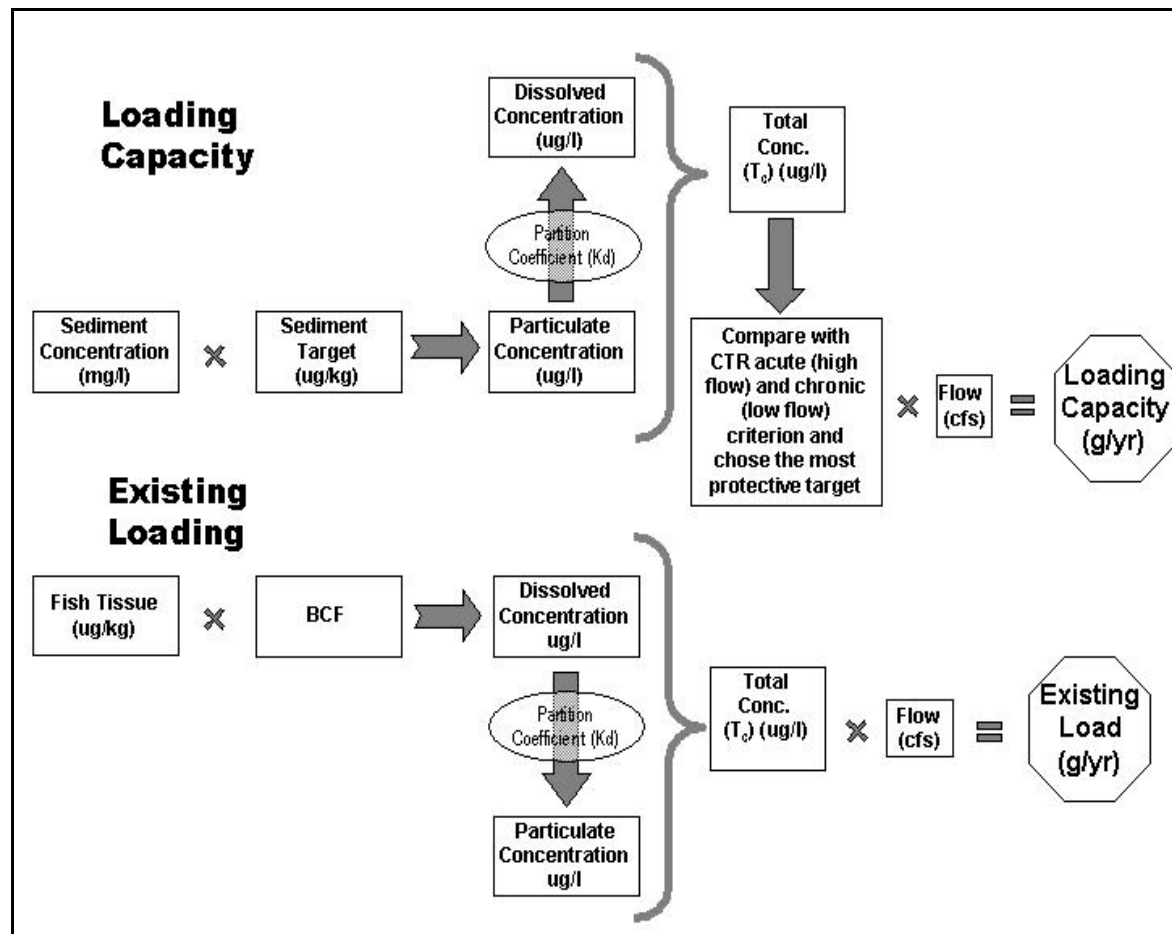 Loading
Capacity
Sediment
Concentration
(mg/l)
×
Sediment
Target
(ug/kg)
Particulate
Concentration
(ug/l)
Partition
Coefficient (Kd)
Dissolved
Concentration
(ug/l)
Total
Conc.
(Tc) (ug/l)
Compare with
CTR acute (high
flow) and chronic
(low flow)
criterion and
chose the most
protective target
×
Flow
(cfs)
=
Loading
Capacity
(g/yr)
Existing
Loading
Fish Tissue
(ug/kg)
×
BCF
Dissolved
Concentration
ug/l
Partition
Coefficient (Kd)
Particulate
Concentration
ug/l
Total
Conc.
(Tc) (ug/l)
×
Flow
(cfs)
=
Existing
Load
(g/yr)